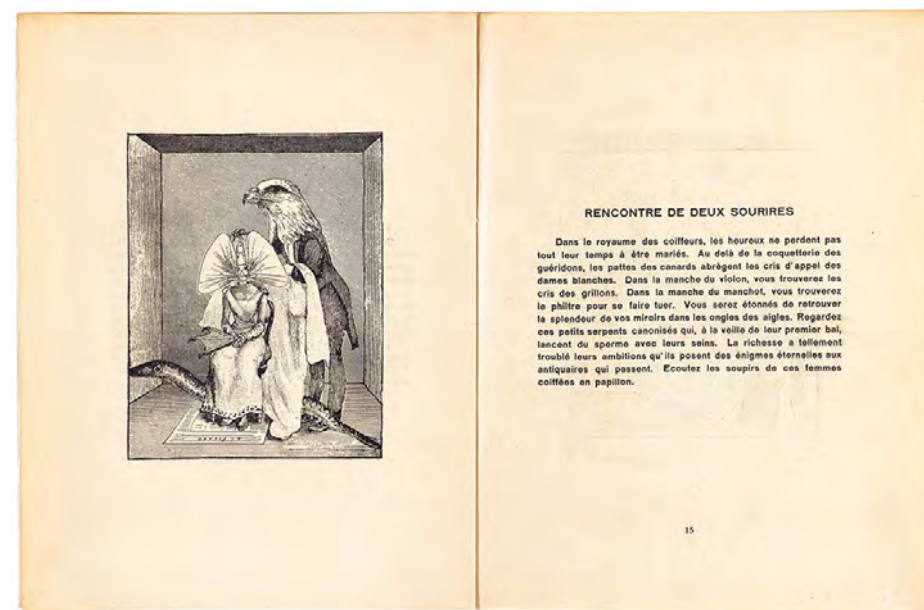 RENCONTRE DE DEUX SOURIRES
Dans le royaume des coiffeurs, les heureux ne perdent pas
tout leur temps à être mariés. Au delà de la coquetterie des
guéridons, les pattes des canards abrègent les cris d'appel des
dames blanches. Dans la manche du violon, vous trouverez les
cris des grillons. Dans la manche du manchot, vous trouverez
le philtre pour se faire tuer. Vous serez étonnés de retrouver
la splendeur de vos miroirs dans les ongles des aigles. Regardez
ces petits serpents canonisés qui, à la veille de leur premier bal,
lancent du sperme avec leurs seins. La richesse a tellement
troublé leurs ambitions qu'ils posent des énigmes éternelles aux
antiquaires qui passent. Ecoutez les soupirs de ces femmes
coiffées en papillon.
15